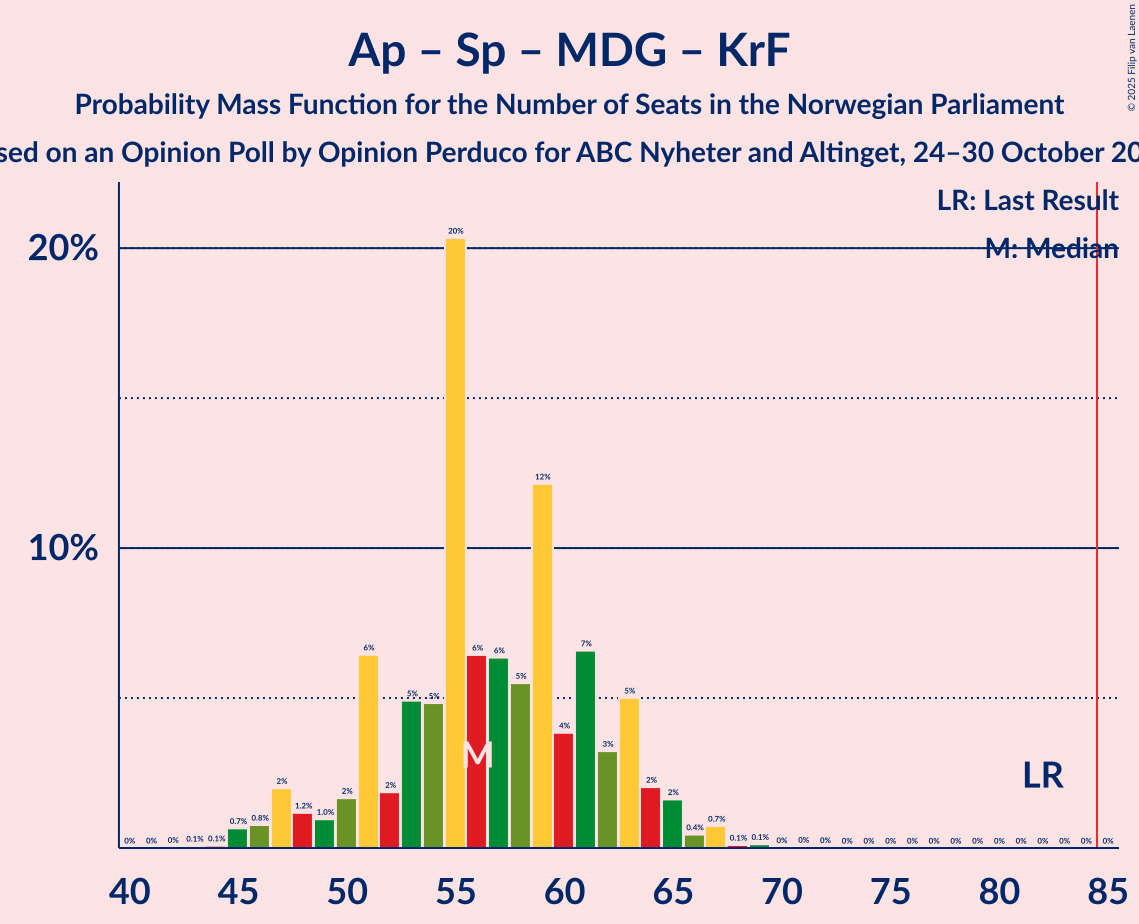 Ap – Sp – MDG – KrF
Probability Mass Function for the Number of Seats in the Norwegian Parliament
sed on an Opinion Poll by Opinion Perduco for ABC Nyheter and Altinget, 24–30 October 20
© 2025 Filip van Laenen
LR: Last Result
M: Median
20%
10%
0% 0% 0% 0.1% 0.1% 0.7% 0.8% 2% 1.2% 1.0% 2% 6% 2% 5% 5% 20% 6% 6% 5% 12% 4% 7% 3% 5% 2% 2% 0.4% 0.7% 0.1% 0.1% 0% 0% 0% 0% 0% 0% 0% 0% 0% 0% 0% 0% 0% 0% 0% 0%
M
LR
40 45 50 55 60 65 70 75 80 85